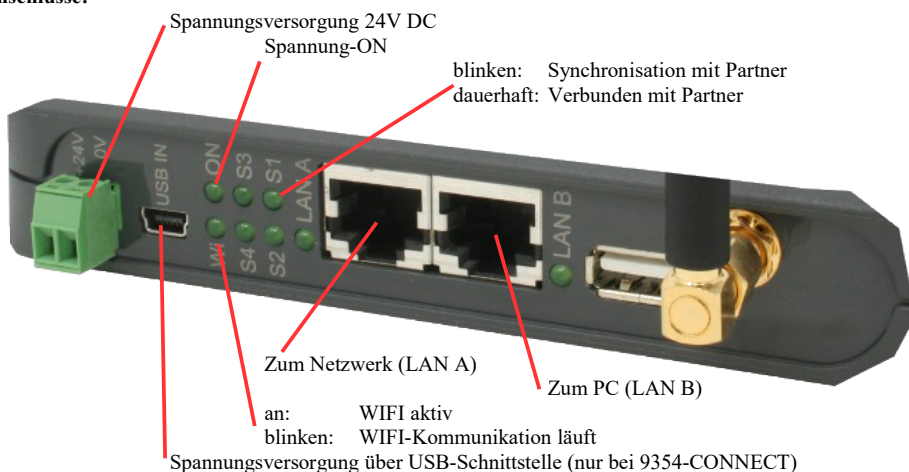 Spannungsversorgung 24V DC
Spannung-ON
blinken: Synchronisation mit Partner
dauerhaft: Verbunden mit Partner
+24V
0V
USB IN
ON
S3
S1
LAN A
Wi
S4
S2
LAN B
Zum Netzwerk (LAN A)
Zum PC (LAN B)
an: WIFI aktiv
blinken: WIFI-Kommunikation läuft
Spannungsversorgung über USB-Schnittstelle (nur bei 9354-CONNECT)